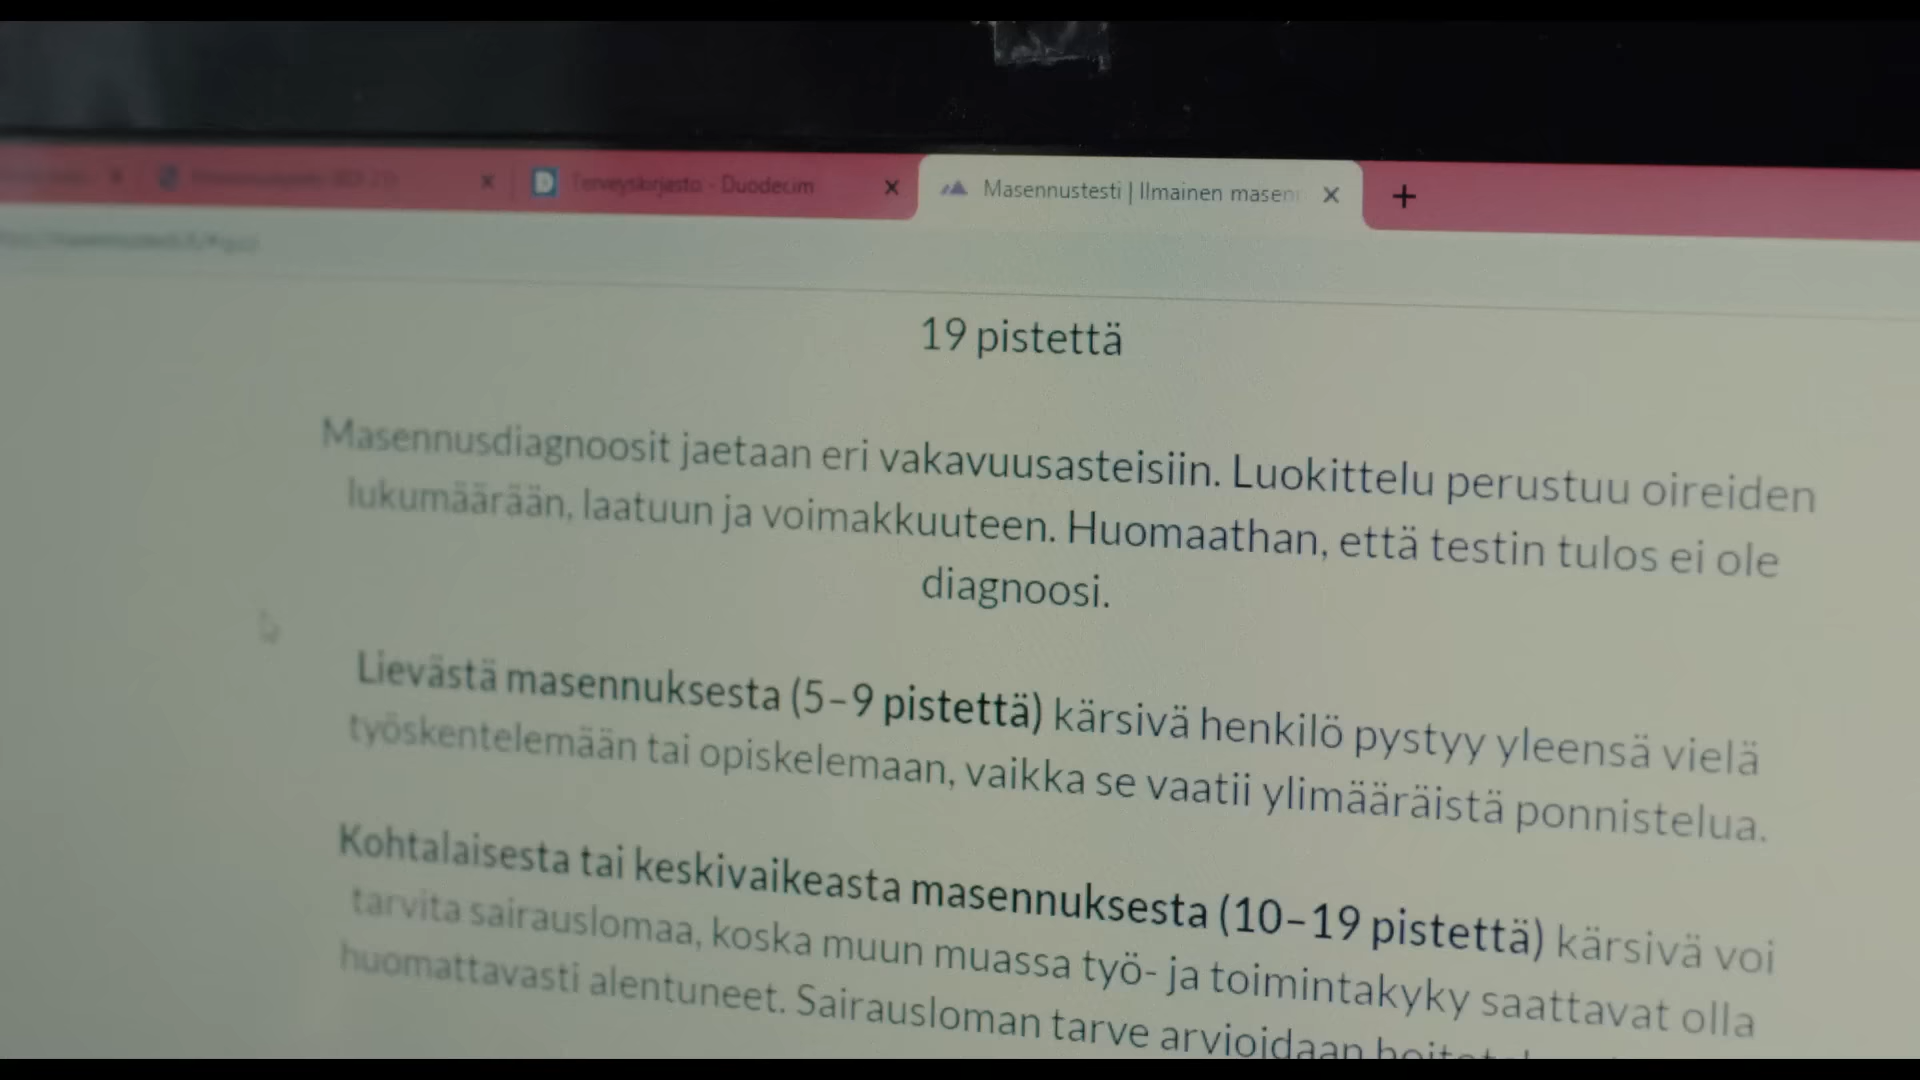 Terveyskirjasto - Duodecim
Masennustesti | Ilmainen masen
19 pistettä
Masennusdiagnoosit jaetaan eri vakavuusasteisiin. Luokittelu perustuu oireiden
lukumäärään, laatuun ja voimakkuuteen. Huomaathan, että testin tulos ei ole
diagnoosi.
Lievästä masennuksesta (5–9 pistettä) kärsivä henkilö pystyy yleensä vielä
työskentelemään tai opiskelemaan, vaikka se vaatii ylimääräistä ponnistelua.
Kohtalaisesta tai keskivaikeasta masennuksesta (10–19 pistettä) kärsivä voi
tarvita sairauslomaa, koska muun muassa työ- ja toimintakyky saattavat olla
huomattavasti alentuneet. Sairausloman tarve arvioidaan